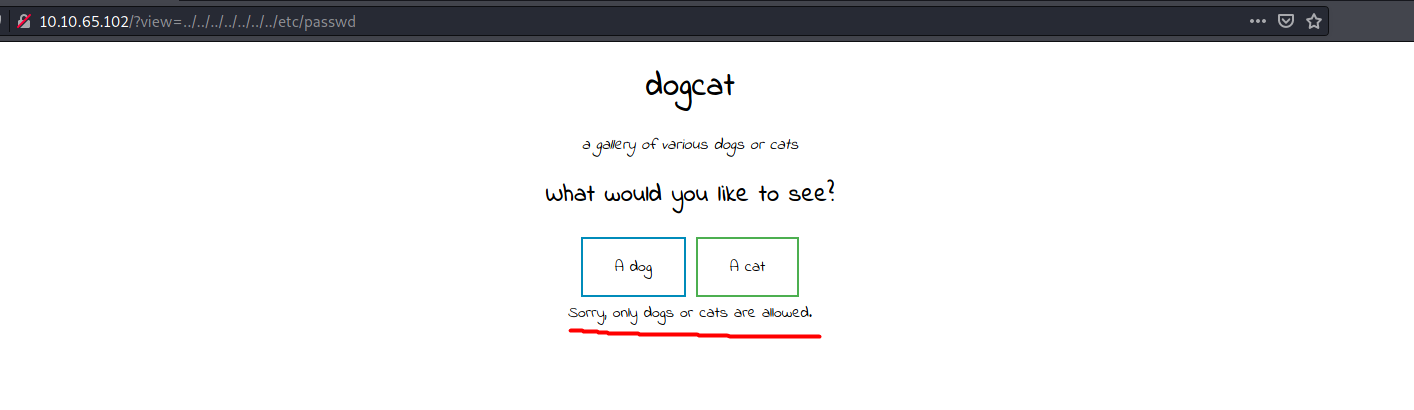 10.10.65.102/?view=../../../../../../../etc/passwd
dogcat
a gallery of various dogs or cats
What would you like to see?
A dog
A cat
Sorry, only dogs or cats are allowed.